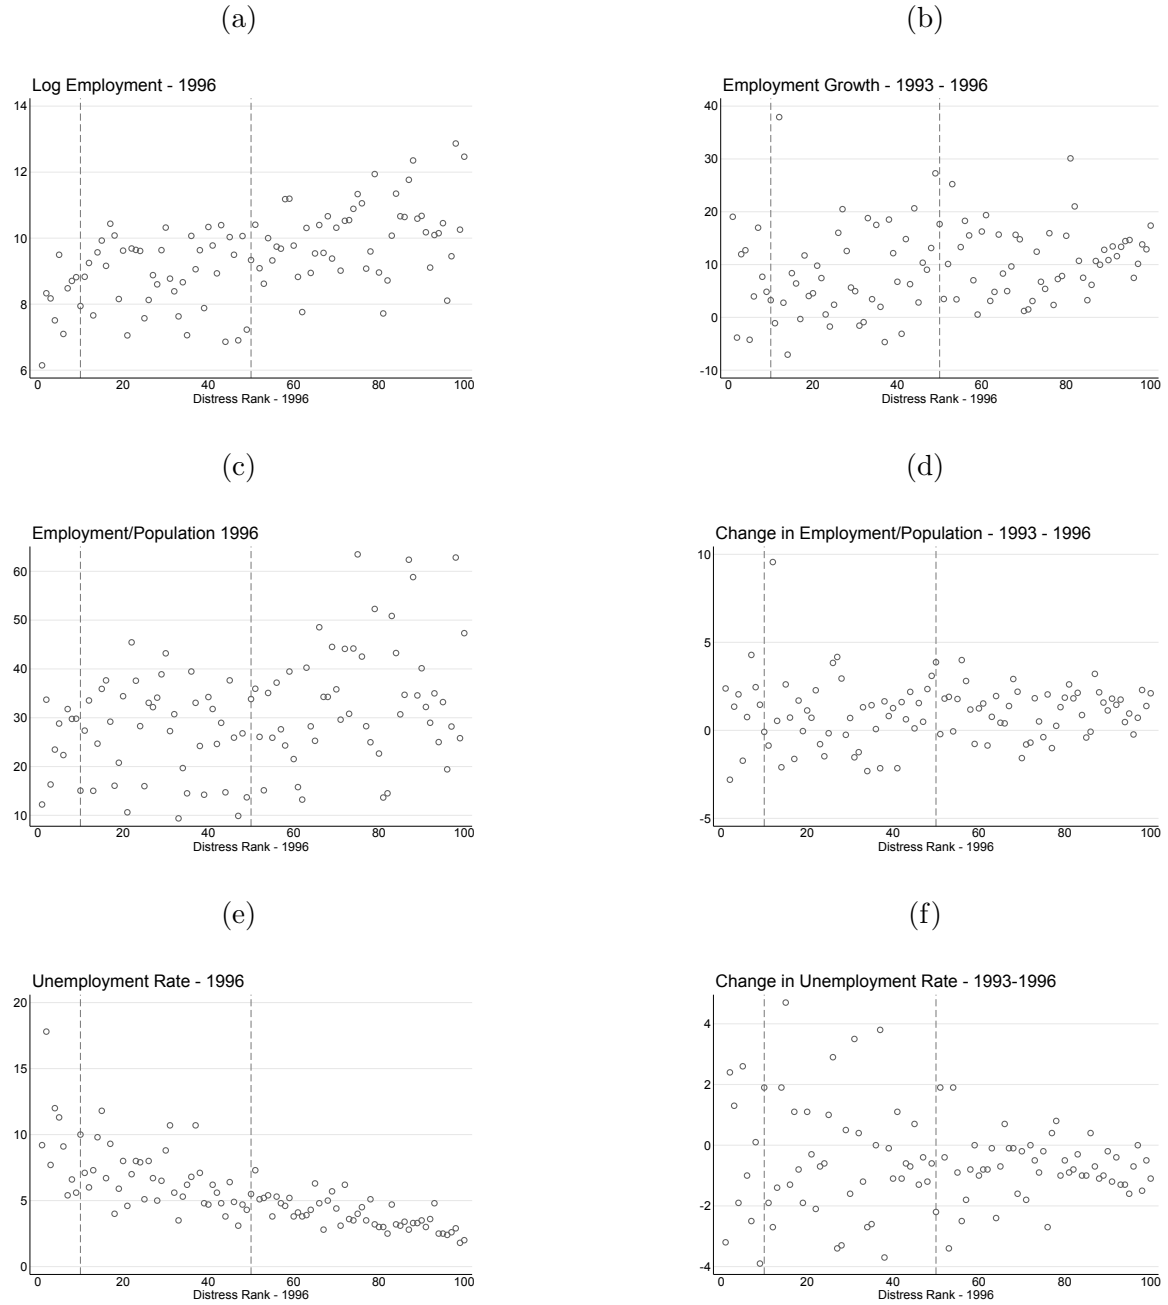 (a)
Log Employment - 1996
14
12
10
8
6
0 20 40 60 80 100
Distress Rank - 1996
(b)
Employment Growth - 1993 - 1996
40
30
20
10
0
-10
0 20 40 60 80 100
Distress Rank - 1996
(c)
Employment/Population 1996
60
50
40
30
20
10
0 20 40 60 80 100
Distress Rank - 1996
(d)
Change in Employment/Population - 1993 - 1996
10
5
0
-5
0 20 40 60 80 100
Distress Rank - 1996
(e)
Unemployment Rate - 1996
20
15
10
5
0
0 20 40 60 80 100
Distress Rank - 1996
(f)
Change in Unemployment Rate - 1993-1996
4
2
0
-2
-4
0 20 40 60 80 100
Distress Rank - 1996